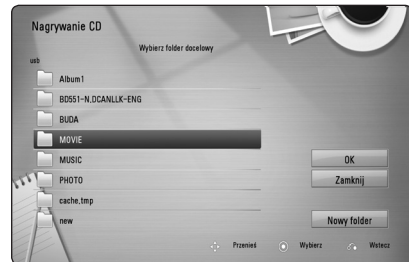 Nagrywanie CD
Wybierz folder docelowy
usb
Album1
BD551-N,DCANLLK-ENG
BUDA
MOVIE
MUSIC
PHOTO
cache,tmp
new
OK
Zamknij
Nowy folder
Przenieś Wybierz Wstecz